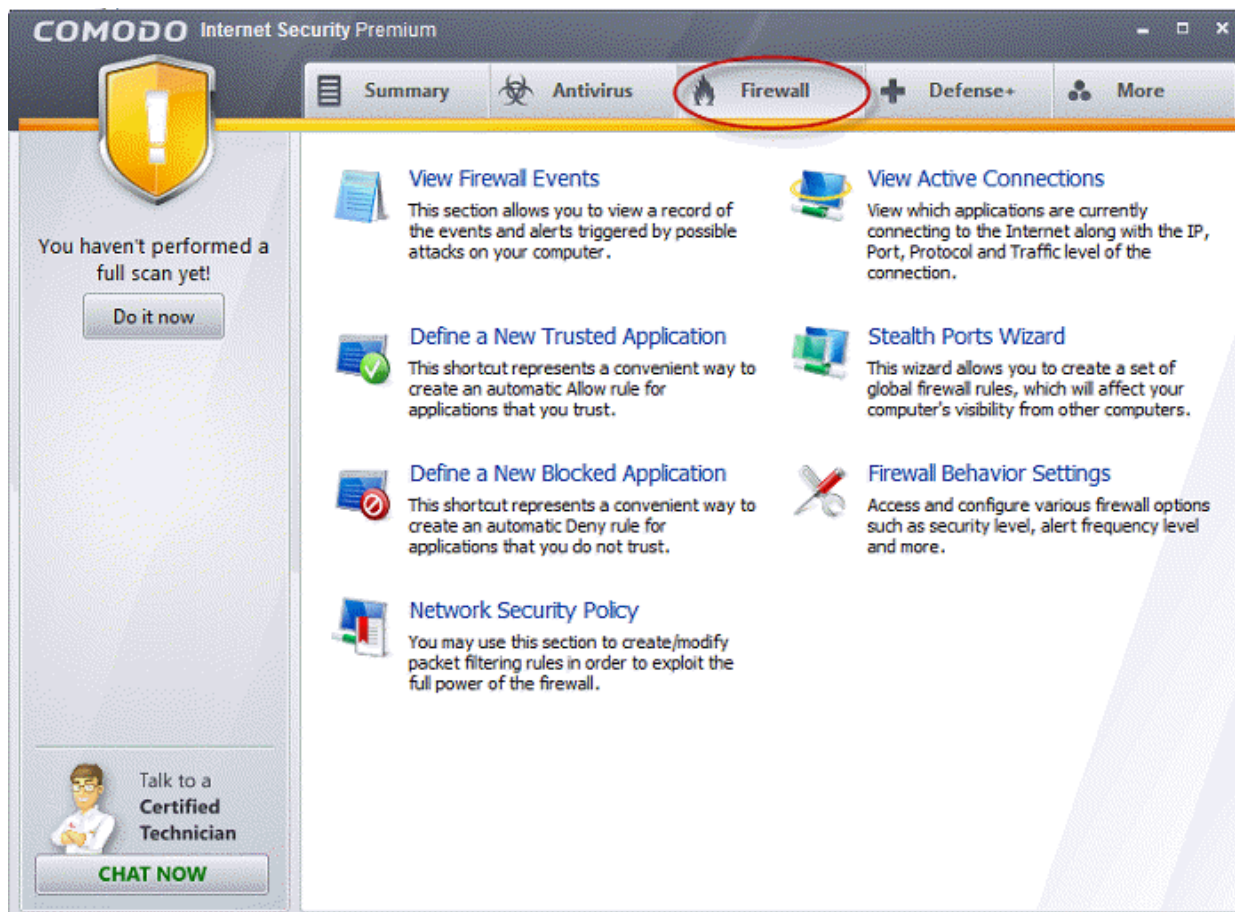 COMODO Internet Security Premium
Summary
Antivirus
Firewall
Defense+
More
You haven't performed a
full scan yet!
Do it now
View Firewall Events
This section allows you to view a record of
the events and alerts triggered by possible
attacks on your computer.
View Active Connections
View which applications are currently
connecting to the Internet along with the IP,
Port, Protocol and Traffic level of the
connection.
Define a New Trusted Application
This shortcut represents a convenient way to
create an automatic Allow rule for
applications that you trust.
Stealth Ports Wizard
This wizard allows you to create a set of
global firewall rules, which will affect your
computer's visibility from other computers.
Define a New Blocked Application
This shortcut represents a convenient way to
create an automatic Deny rule for
applications that you do not trust.
Firewall Behavior Settings
Access and configure various firewall options
such as security level, alert frequency level
and more.
Network Security Policy
You may use this section to create/modify
packet filtering rules in order to exploit the
full power of the firewall.
Talk to a
Certified
Technician
CHAT NOW